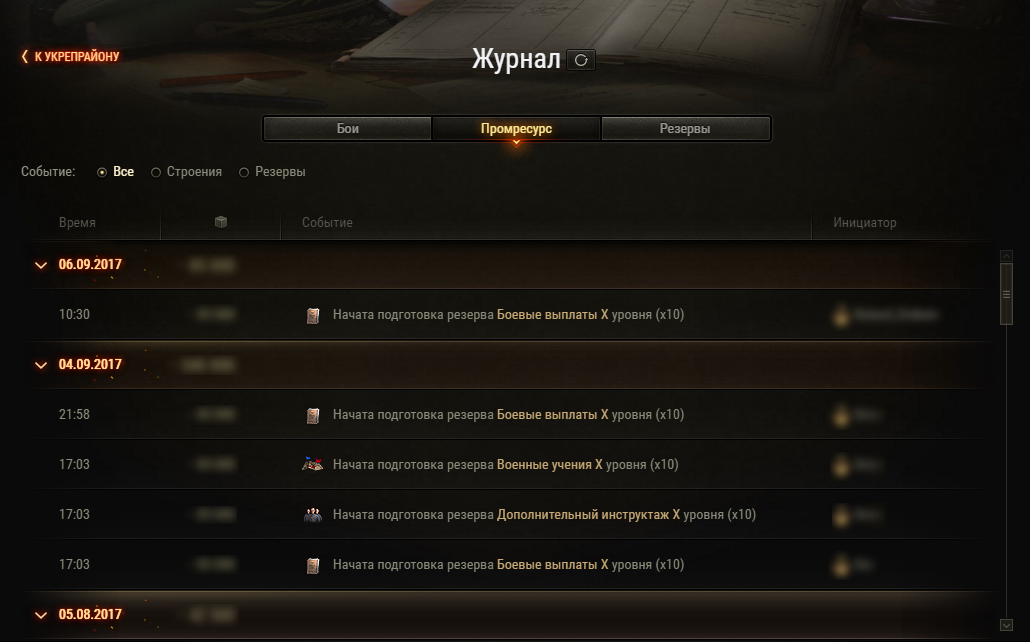 К УКРЕПРАЙОНУ
Журнал
Бои Промресурс Резервы
Событие: Все Строения Резервы
Время Событие Инициатор
06.09.2017
10:30 Начата подготовка резерва Боевые выплаты X уровня (x10)
04.09.2017
21:58 Начата подготовка резерва Боевые выплаты X уровня (x10)
17:03 Начата подготовка резерва Военные учения X уровня (x10)
17:03 Начата подготовка резерва Дополнительный инструктаж X уровня (x10)
17:03 Начата подготовка резерва Боевые выплаты X уровня (x10)
05.08.2017